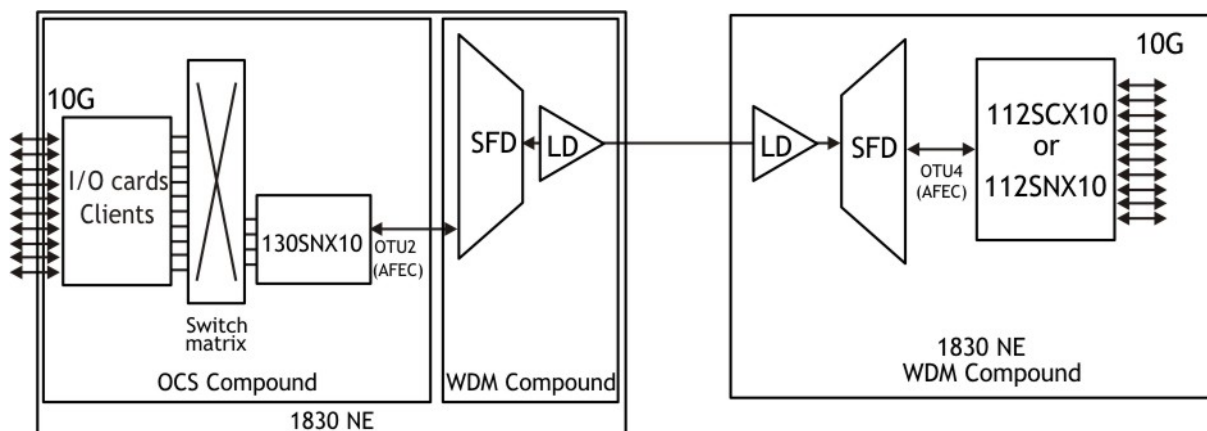 10G
I/O cards
Clients
Switch
matrix
130SNX10
OTU2
(AFEC)
OCS Compound
SFD
LD
WDM Compound
1830 NE
LD
SFD
OTU4
(AFEC)
112SCX10
or
112SNX10
10G
1830 NE
WDM Compound